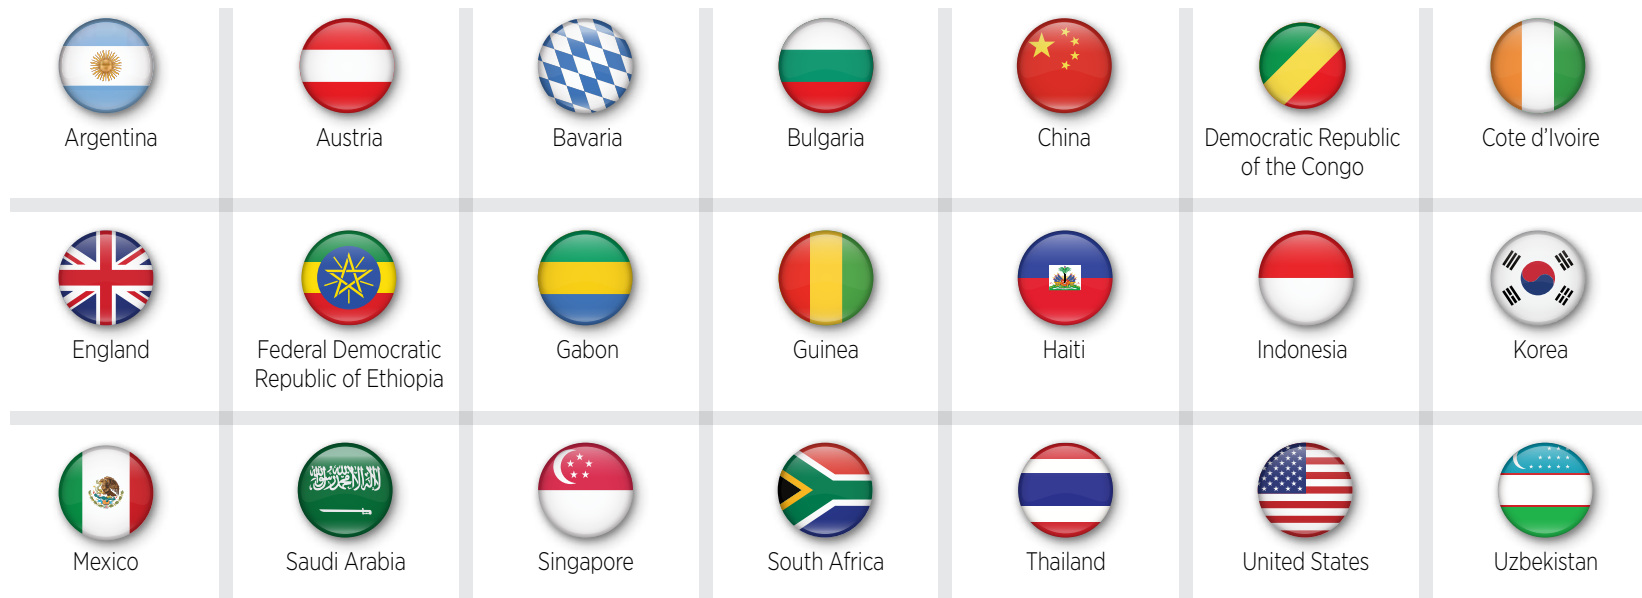 Argentina
Austria
Bavaria
Bulgaria
China
Democratic Republic
of the Congo
Cote d’Ivoire
England
Federal Democratic
Republic of Ethiopia
Gabon
Guinea
Haiti
Indonesia
Korea
Mexico
Saudi Arabia
Singapore
South Africa
Thailand
United States
Uzbekistan